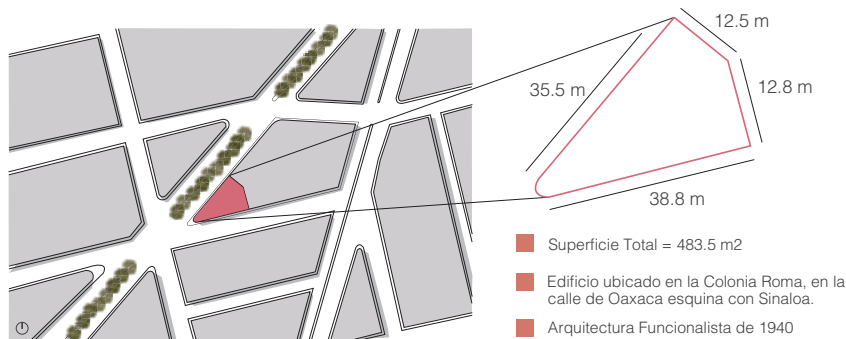 12.5 m
35.5 m
12.8 m
38.8 m
Superficie Total = 483.5 m2
Edificio ubicado en la Colonia Roma, en la
calle de Oaxaca esquina con Sinaloa.
Arquitectura Funcionalista de 1940